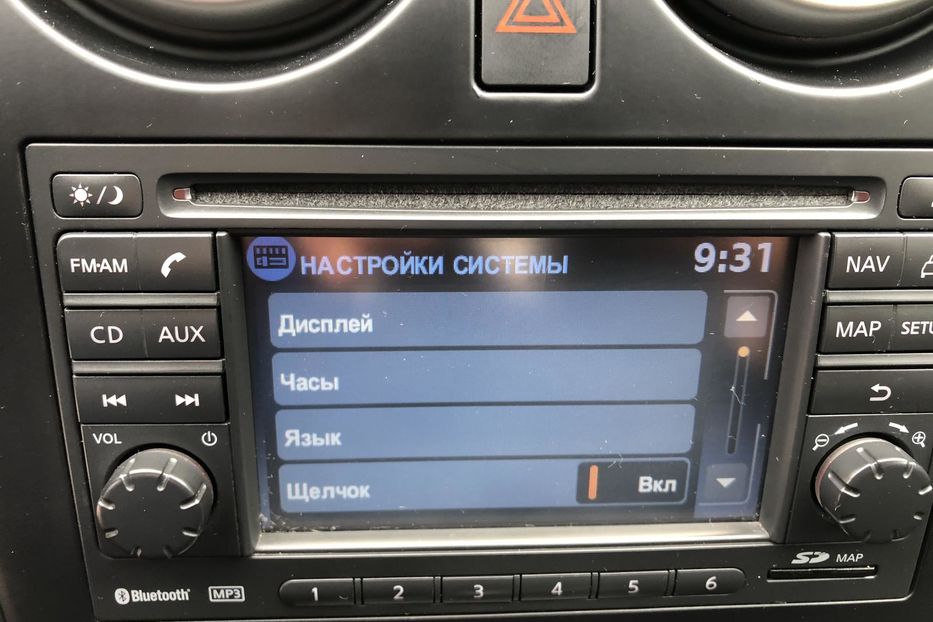 FM·AM
НАСТРОЙКИ СИСТЕМЫ 9:31
NAV
CD AUX
Дисплей
MAP
Часы
VOL
Язык
Щелчок Вкл
SD MAP
Bluetooth MP3
1 2 3 4 5 6